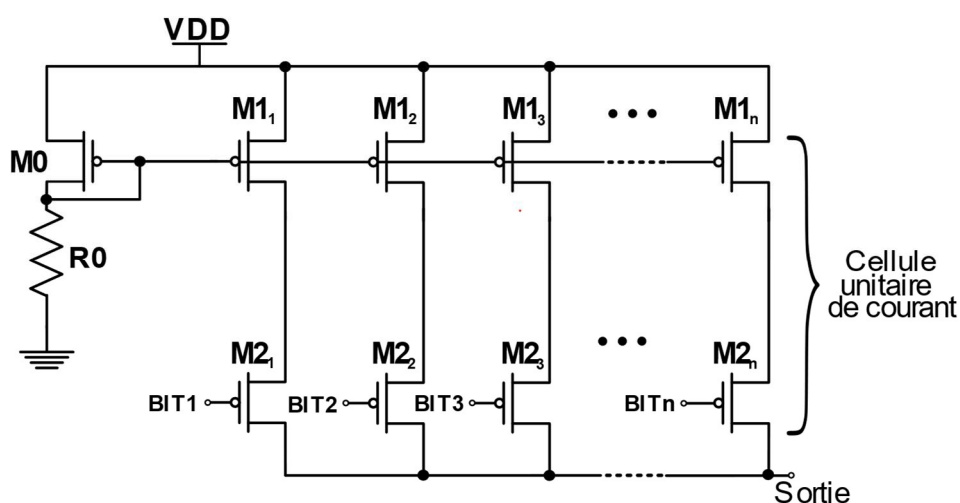 VDD
M0
M1₁
M1₂
M1₃
M1ₙ
R0
Cellule
unitaire
de courant
M2₁
M2₂
M2₃
M2ₙ
BIT1
BIT2
BIT3
BITn
Sortie